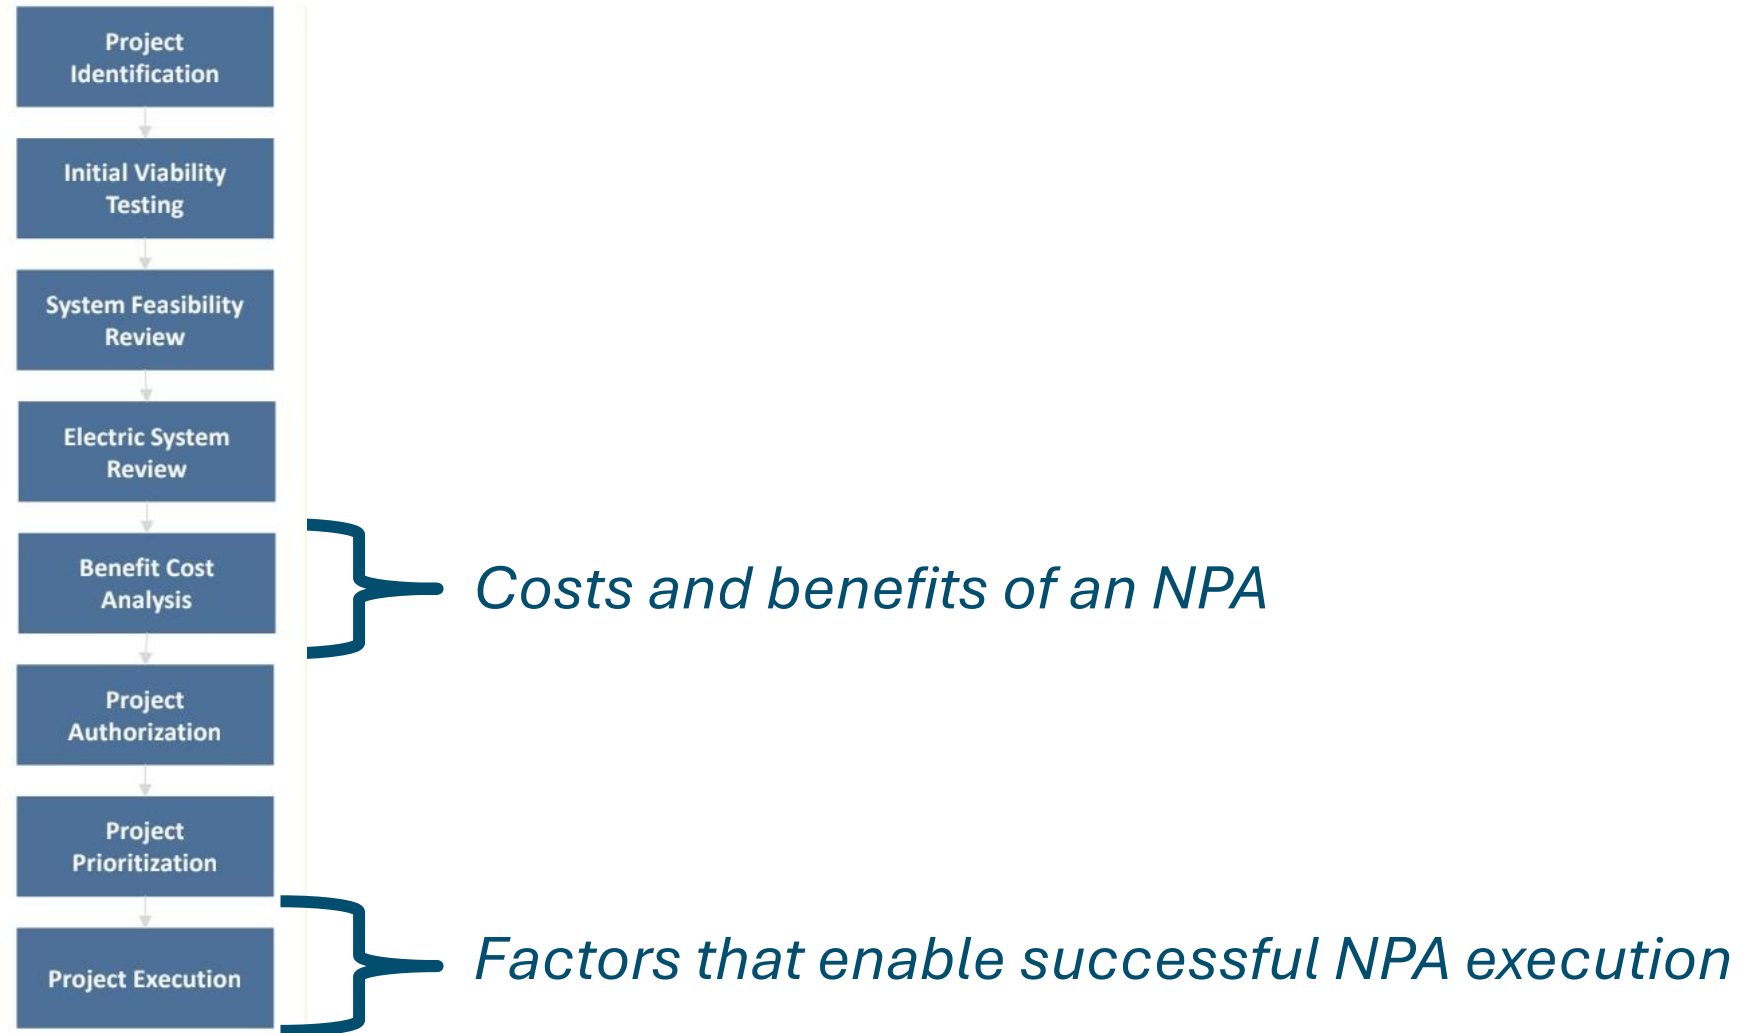 Project
Identification
Initial Viability
Testing
System Feasibility
Review
Electric System
Review
Benefit Cost
Analysis
Costs and benefits of an NPA
Project
Authorization
Project
Prioritization
Project Execution
Factors that enable successful NPA execution